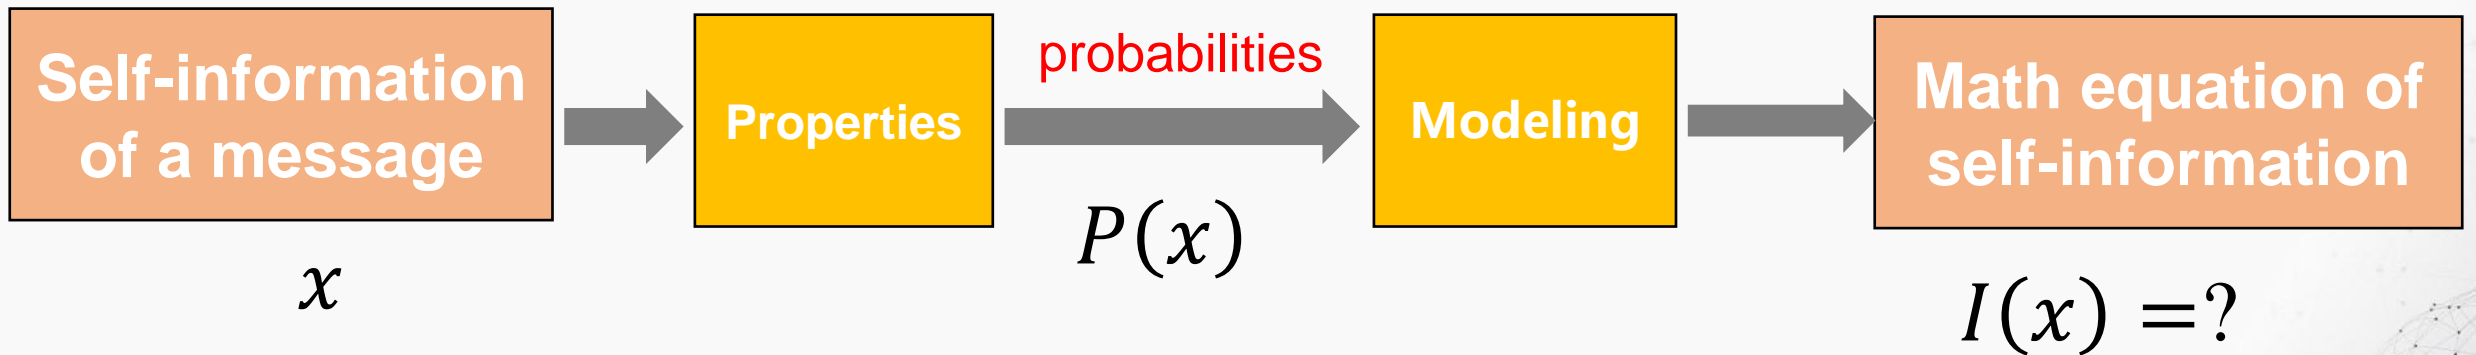 Self-information
of a message
x
Properties
probabilities
P(x)
Modeling
Math equation of
self-information
I(x) =?